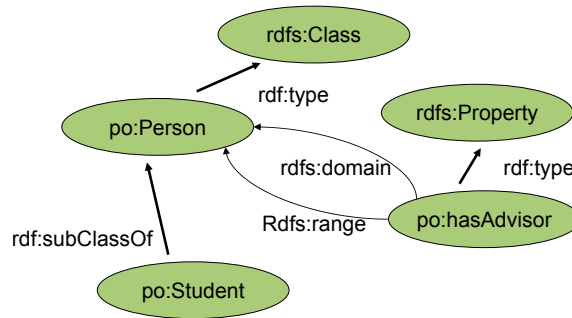 rdfs:Class
rdf:type
po:Person
rdfs:Property
rdfs:domain
rdf:type
Rdfs:range
po:hasAdvisor
rdf:subClassOf
po:Student